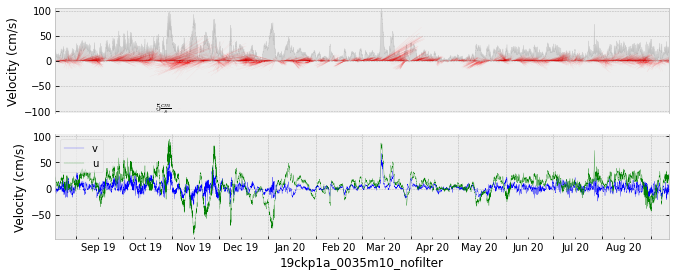 100
50
0
−50
−100
Velocity (cm/s)
5 cm/s
100
50
0
−50
Velocity (cm/s)
v
u
Sep 19 Oct 19 Nov 19 Dec 19 Jan 20 Feb 20 Mar 20 Apr 20 May 20 Jun 20 Jul 20 Aug 20
19ckp1a_0035m10_nofilter